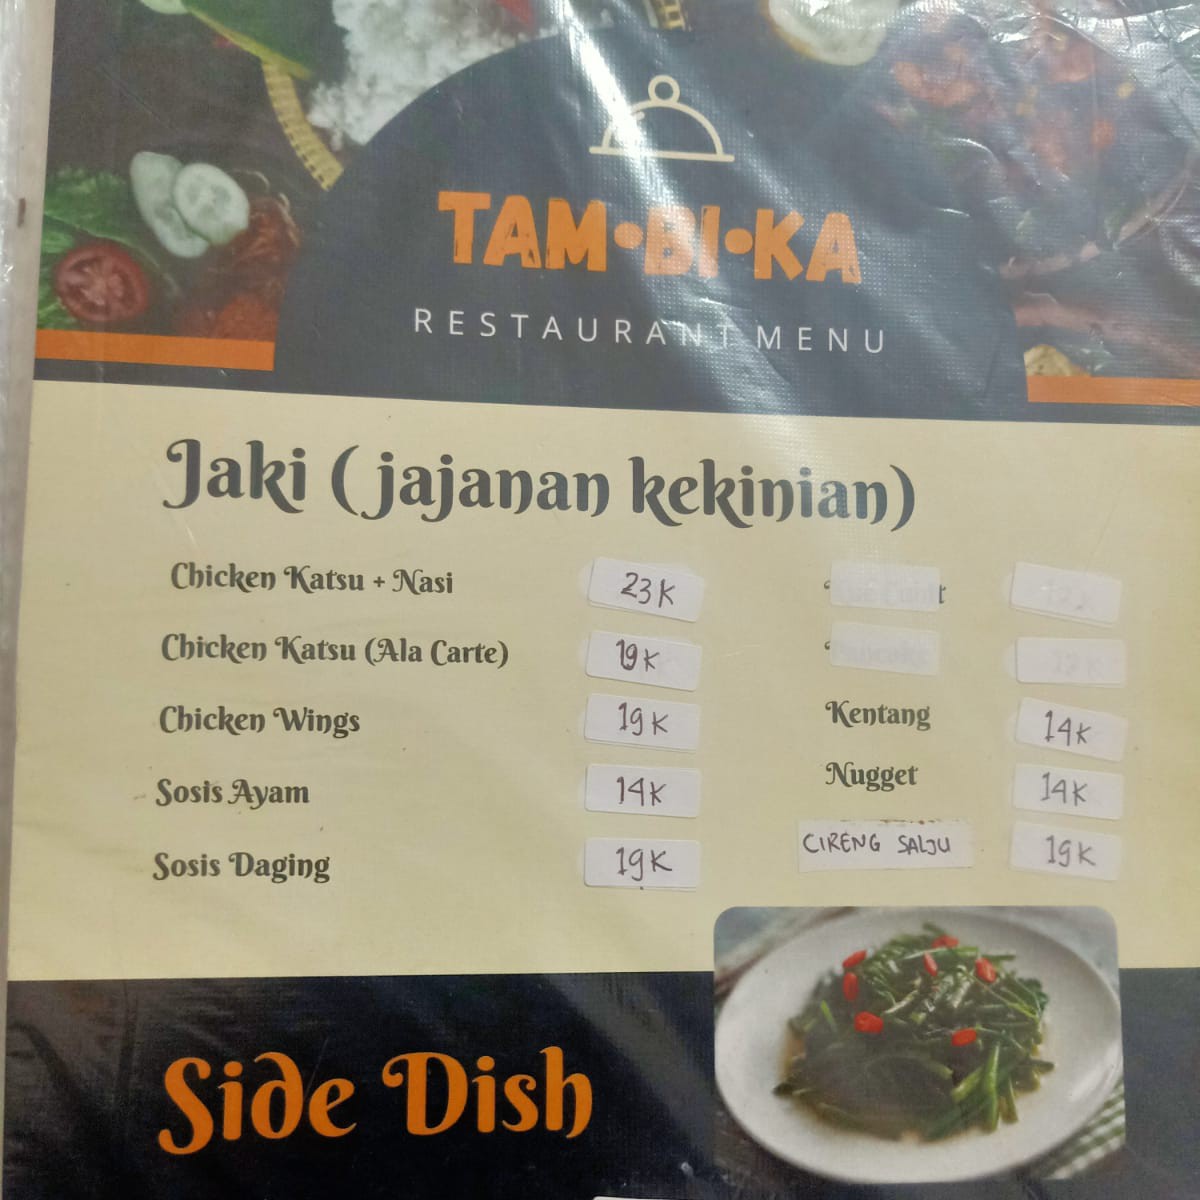 TAM•BI•KA
RESTAURANT MENU
Jaki (jajanan kekinian)
Chicken Katsu + Nasi 23K
Chicken Katsu (Ala Carte) 19K
Chicken Wings 19K
Sosis Ayam 14K
Sosis Daging 19K
Kentang 14K
Nugget 14K
CIRENG SALJU 19K
Side Dish